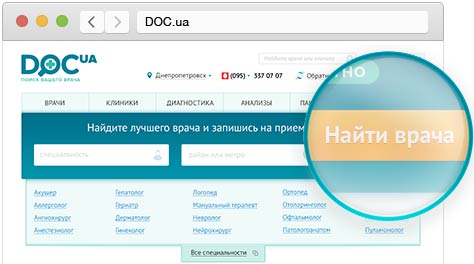 DOC.ua
DOC UA
ПОИСК ВАШЕГО ВРАЧА
Найдите врача или клинику
Днепропетровск
(095) 337 07 07
Обратн
НО
ВРАЧИ
КЛИНИКИ
ДИАГНОСТИКА
АНАЛИЗЫ
Найдите лучшего врача и запишись на прием
специальность
район или метро
Найти врача
Акушер Гепатолог Логопед Ортопед
Аллерголог Гериатр Мануальный терапевт Отоларинголог
Ангиохирург Дерматолог Невролог Офтальмолог
Анестезиолог Гинеколог Нейрохирург Патологоанатом Пульмонолог
Все специальности